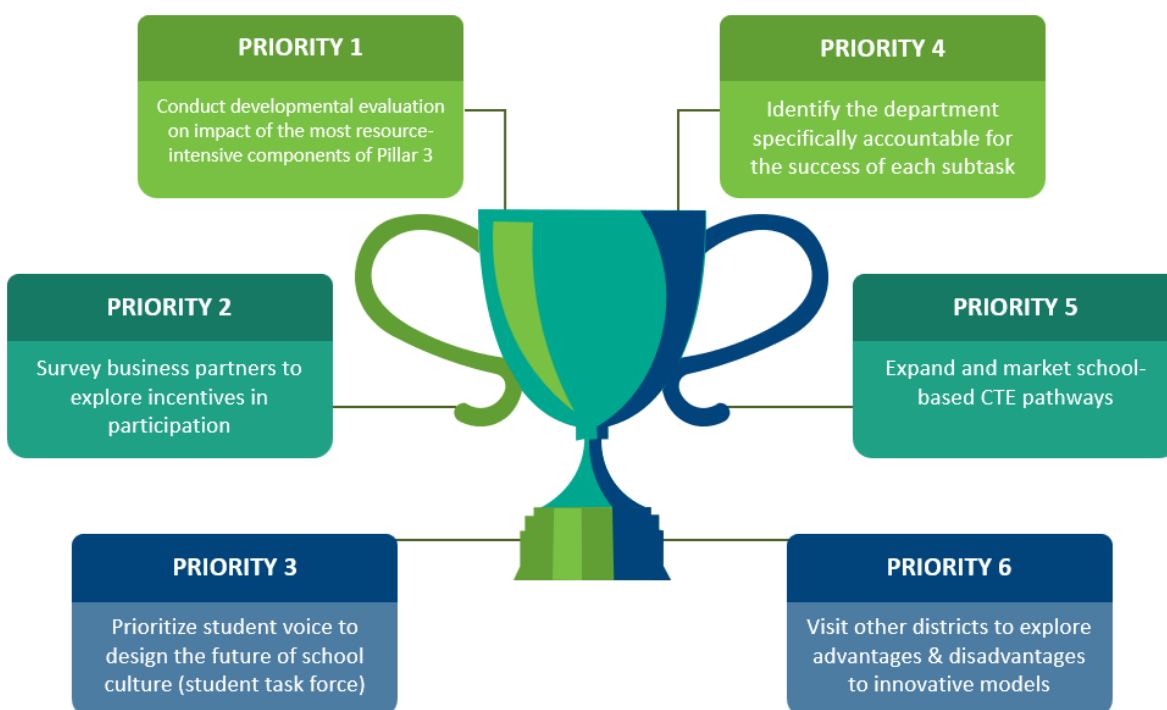 PRIORITY 1
Conduct developmental evaluation
on impact of the most resource-
intensive components of Pillar 3
PRIORITY 2
Survey business partners to
explore incentives in
participation
PRIORITY 3
Prioritize student voice to
design the future of school
culture (student task force)
PRIORITY 4
Identify the department
specifically accountable for
the success of each subtask
PRIORITY 5
Expand and market school-
based CTE pathways
PRIORITY 6
Visit other districts to explore
advantages & disadvantages
to innovative models